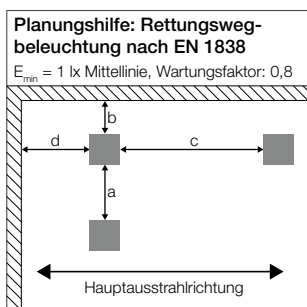 Planungshilfe: Rettungsweg-
beleuchtung nach EN 1838
Emin = 1 lx Mittellinie, Wartungsfaktor: 0,8
b
d
c
a
Hauptausstrahlrichtung